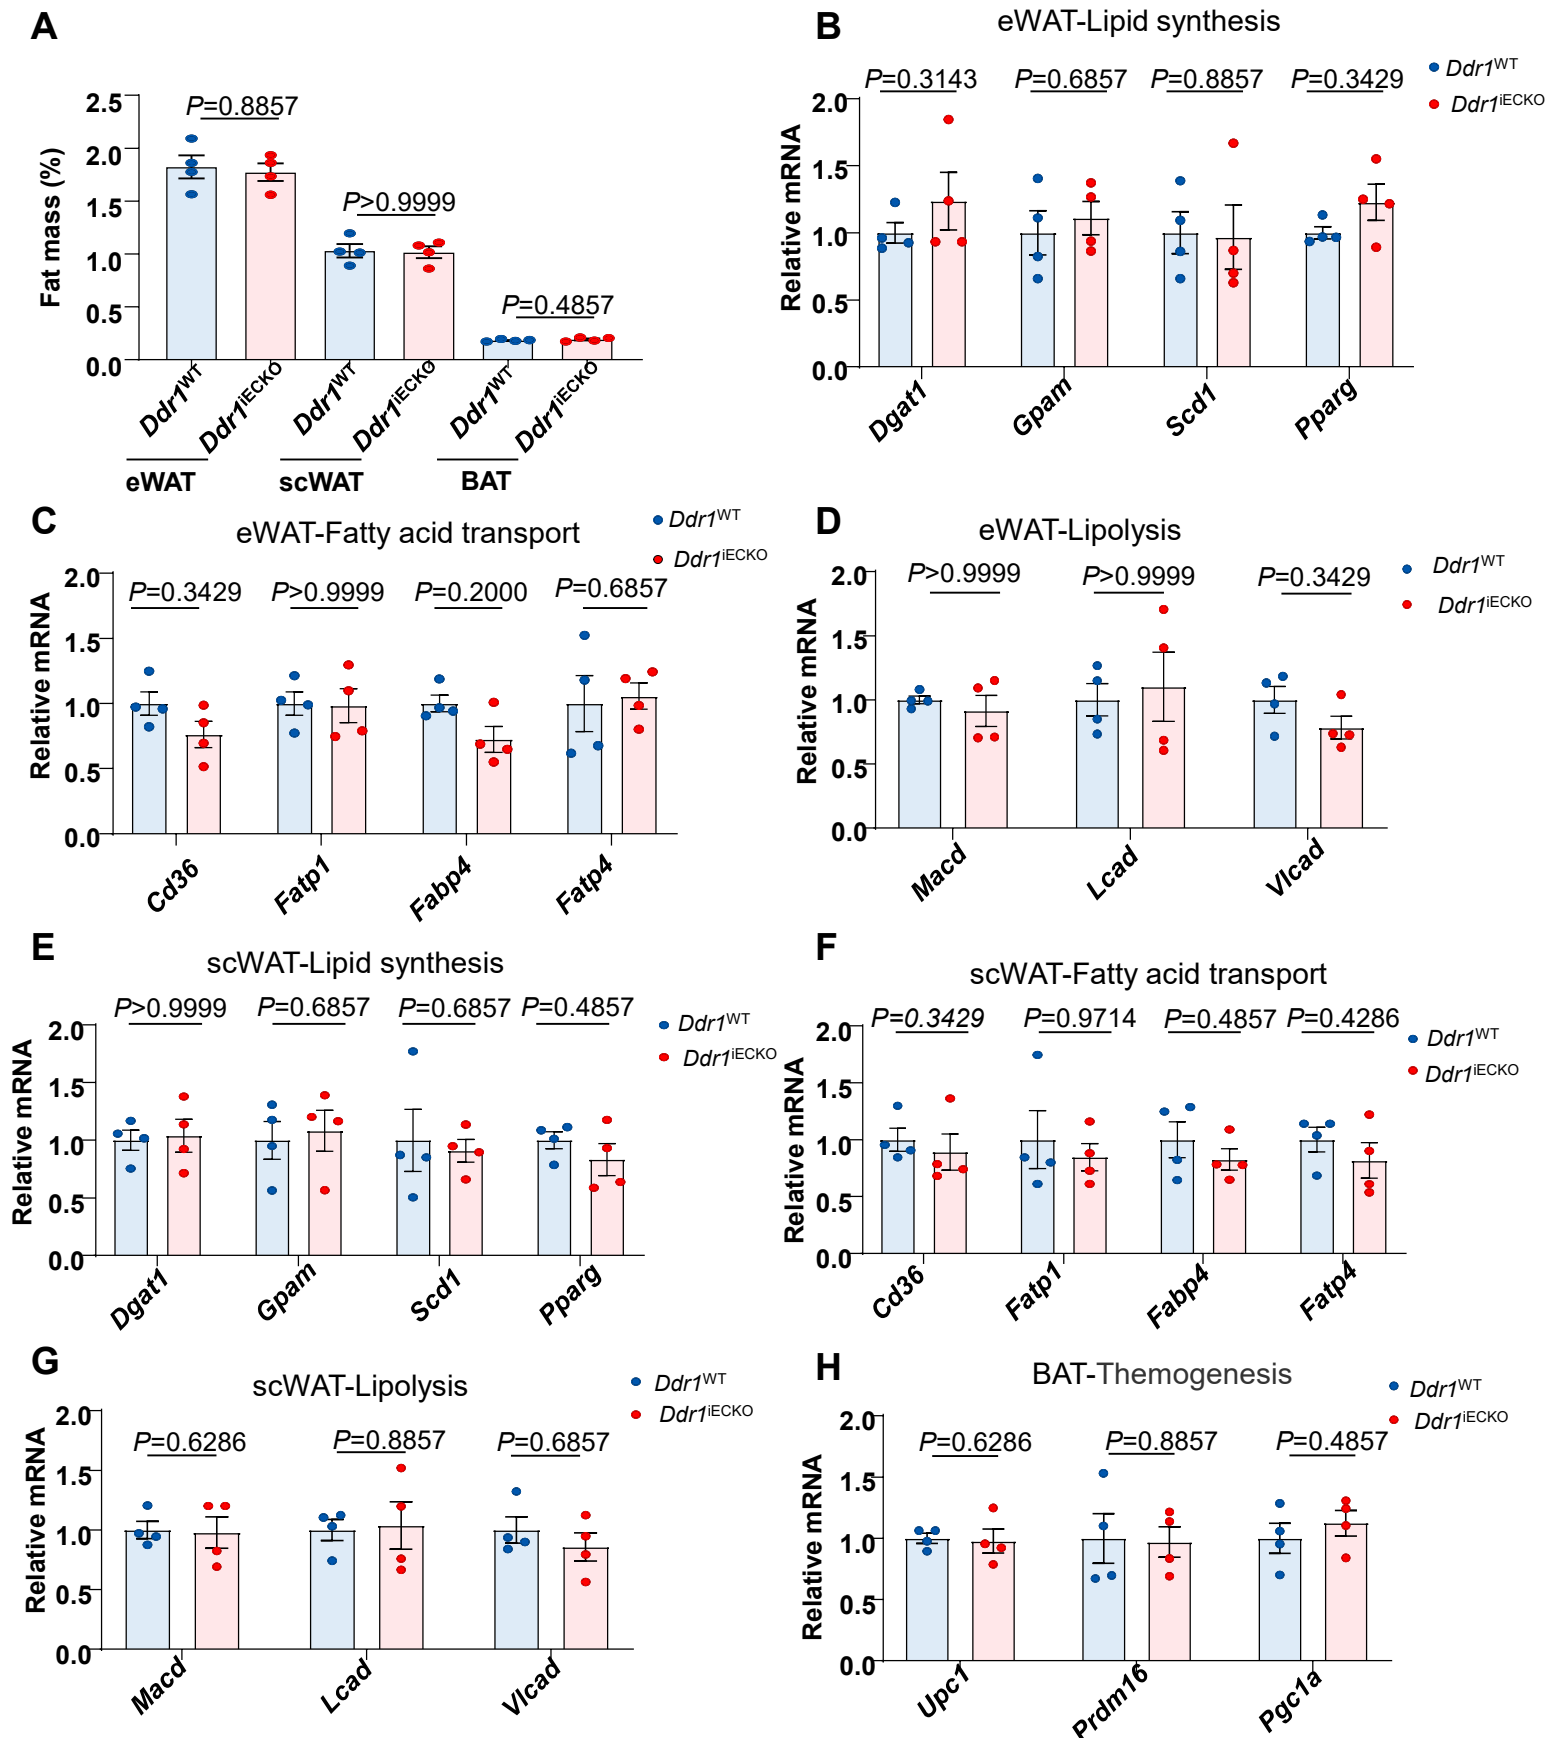 A
P=0.8857
P>0.9999
P=0.4857
2.5
2.0
1.5
1.0
0.5
0.0
Fat mass (%)
Ddr1WT
Ddr1iECKO
Ddr1WT
Ddr1iECKO
Ddr1WT
Ddr1iECKO
eWAT scWAT BAT
B
eWAT-Lipid synthesis
P=0.3143 P=0.6857 P=0.8857 P=0.3429
Ddr1WT
Ddr1iECKO
2.0
1.5
1.0
0.5
0.0
Relative mRNA
Dgat1 Gpam Scd1 Pparg
C
eWAT-Fatty acid transport
Ddr1WT
Ddr1iECKO
P=0.3429 P>0.9999 P=0.2000 P=0.6857
2.0
1.5
1.0
0.5
0.0
Relative mRNA
Cd36 Fatp1 Fabp4 Fatp4
D
eWAT-Lipolysis
Ddr1WT
Ddr1iECKO
P>0.9999 P>0.9999 P=0.3429
2.0
1.5
1.0
0.5
0.0
Relative mRNA
Macd Lcad Vlcad
E
scWAT-Lipid synthesis
P>0.9999 P=0.6857 P=0.6857 P=0.4857
Ddr1WT
Ddr1iECKO
2.0
1.5
1.0
0.5
0.0
Relative mRNA
Dgat1 Gpam Scd1 Pparg
F
scWAT-Fatty acid transport
P=0.3429 P=0.9714 P=0.4857 P=0.4286
Ddr1WT
Ddr1iECKO
2.0
1.5
1.0
0.5
0.0
Relative mRNA
Cd36 Fatp1 Fabp4 Fatp4
G
scWAT-Lipolysis
Ddr1WT
Ddr1iECKO
P=0.6286 P=0.8857 P=0.6857
2.0
1.5
1.0
0.5
0.0
Relative mRNA
Macd Lcad Vlcad
H
BAT-Themogenesis
Ddr1WT
Ddr1iECKO
P=0.6286 P=0.8857 P=0.4857
2.0
1.5
1.0
0.5
0.0
Relative mRNA
Upc1 Prdm16 Pgc1a